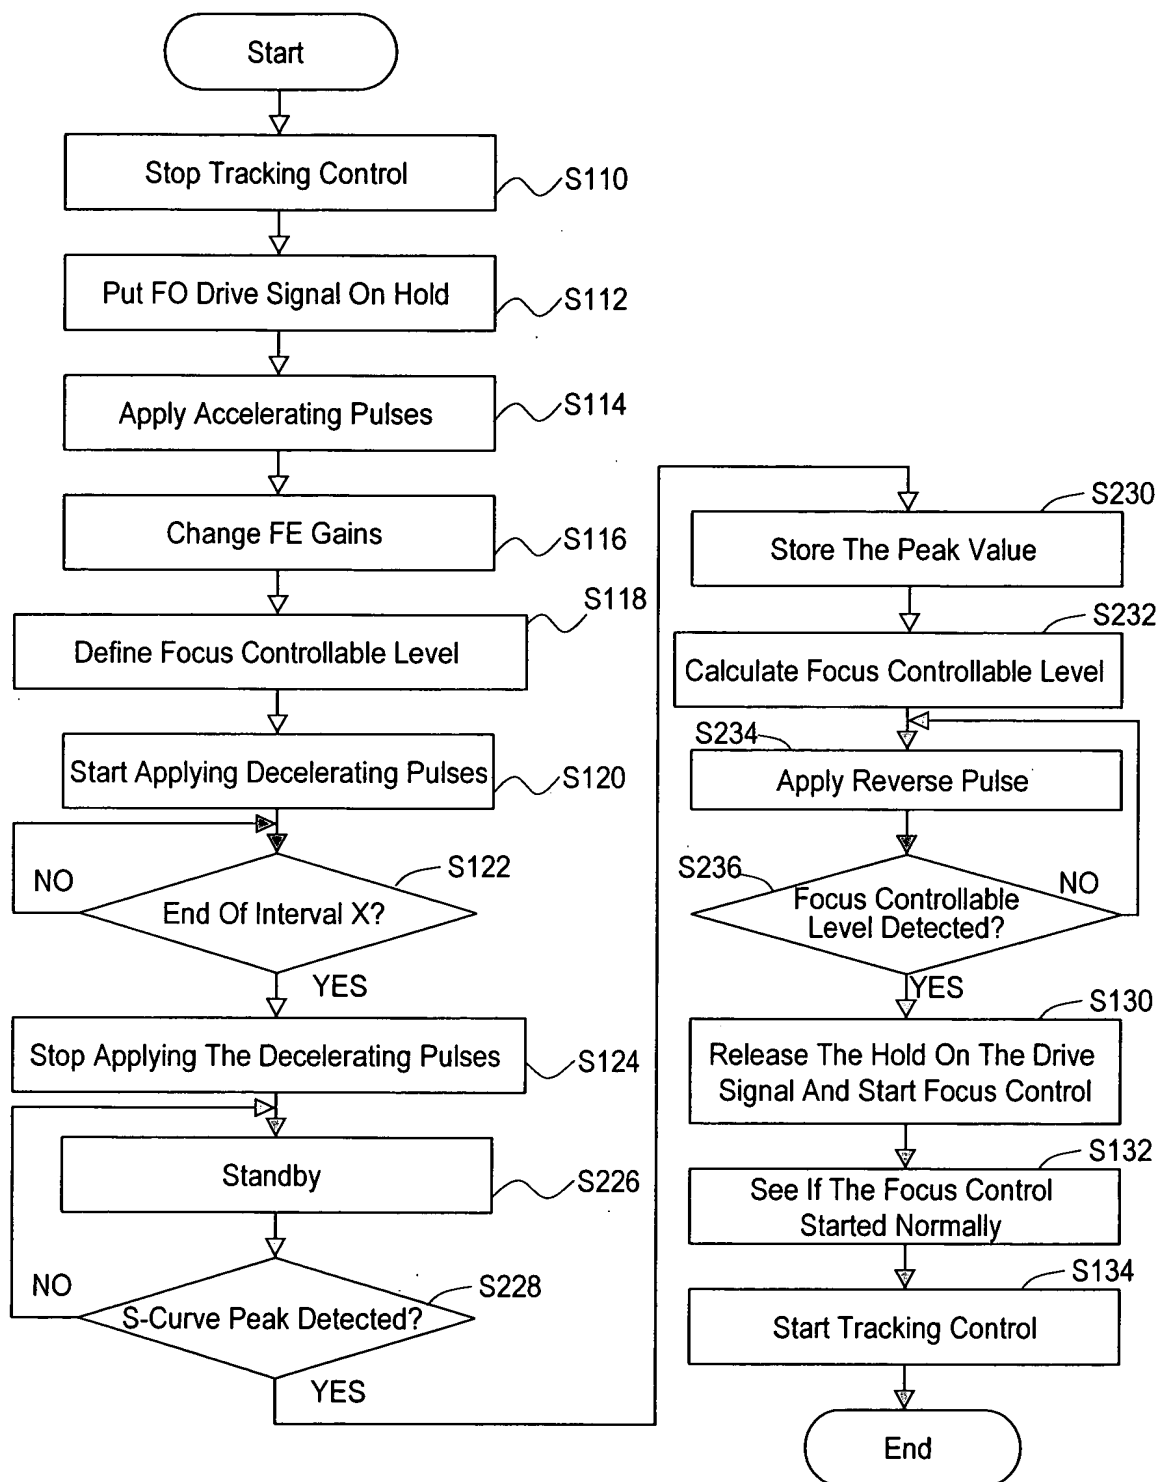 Start
Stop Tracking Control
S110
Put FO Drive Signal On Hold
S112
Apply Accelerating Pulses
S114
Change FE Gains
S116
Define Focus Controllable Level
S118
Start Applying Decelerating Pulses
S120
End Of Interval X?
S122
NO
YES
Stop Applying The Decelerating Pulses
S124
Standby
S226
S-Curve Peak Detected?
S228
NO
YES
S230
Store The Peak Value
S232
Calculate Focus Controllable Level
S234
Apply Reverse Pulse
S236
Focus Controllable
Level Detected?
NO
YES
S130
Release The Hold On The Drive
Signal And Start Focus Control
S132
See If The Focus Control
Started Normally
S134
Start Tracking Control
End